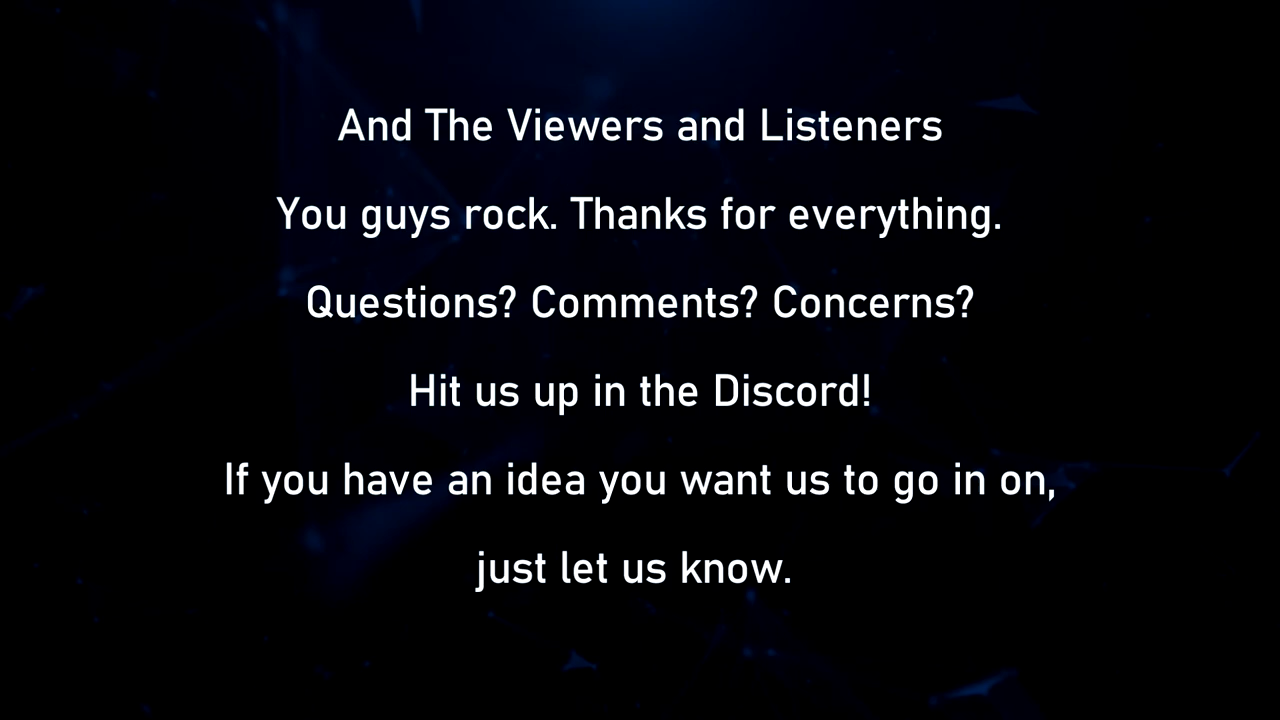 And The Viewers and Listeners
You guys rock. Thanks for everything.
Questions? Comments? Concerns?
Hit us up in the Discord!
If you have an idea you want us to go in on,
just let us know.